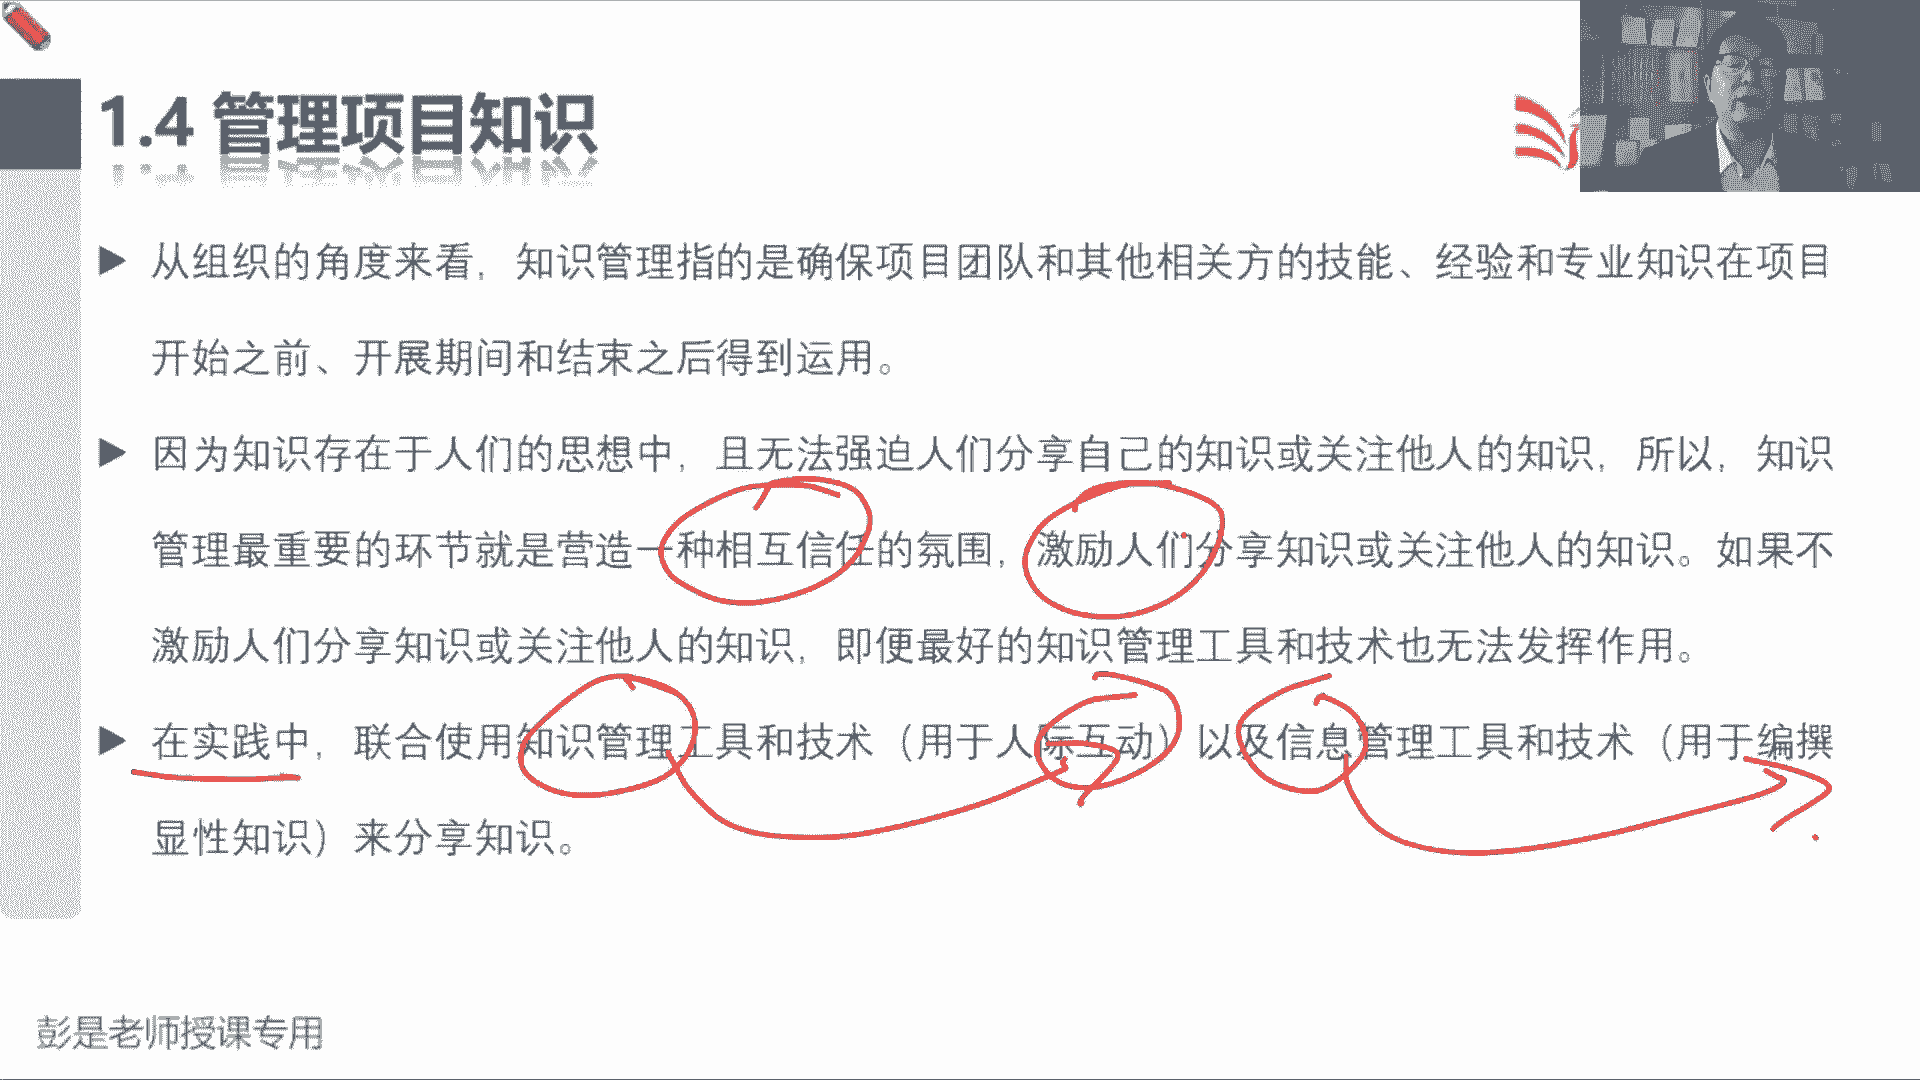 1.4 管理项目知识
从组织的角度来看，知识管理指的是确保项目团队和其他相关方的技能、经验和专业知识在项目
开始之前、开展期间和结束之后得到运用。
因为知识存在于人们的思想中，且无法强迫人们分享自己的知识或关注他人的知识，所以，知识
管理最重要的环节就是营造一种相互信任的氛围，激励人们分享知识或关注他人的知识。如果不
激励人们分享知识或关注他人的知识，即便最好的知识管理工具和技术也无法发挥作用。
在实践中，联合使用知识管理工具和技术（用于人际互动）以及信息管理工具和技术（用于编撰
显性知识）来分享知识。
彭是老师授课专用